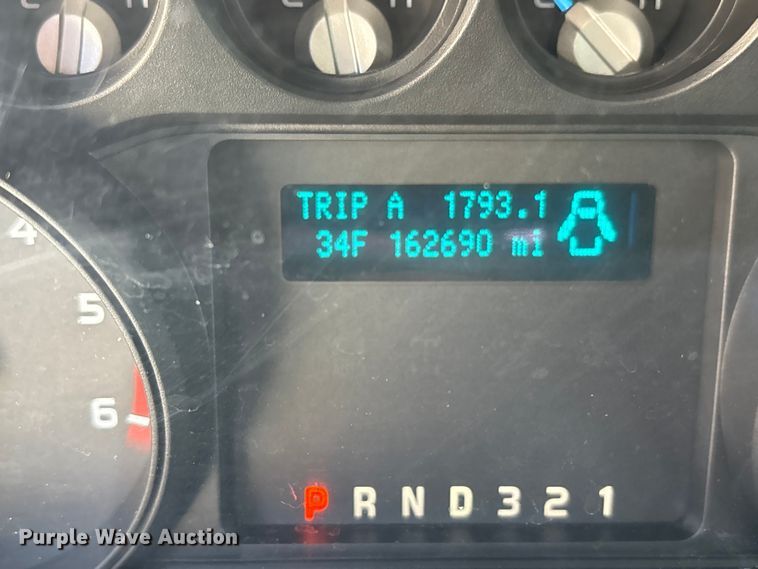 C H C H C H
TRIP A 1793.1
34F 162690 mi
4
5
6
P R N D 3 2 1
Purple Wave Auction